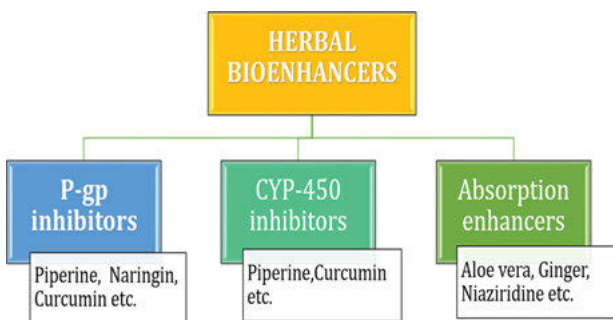 HERBAL
BIOENHANCERS
P-gp
inhibitors
Piperine, Naringin,
Curcumin etc.
CYP-450
inhibitors
Piperine,Curcumin
etc.
Absorption
enhancers
Aloe vera, Ginger,
Niaziridine etc.